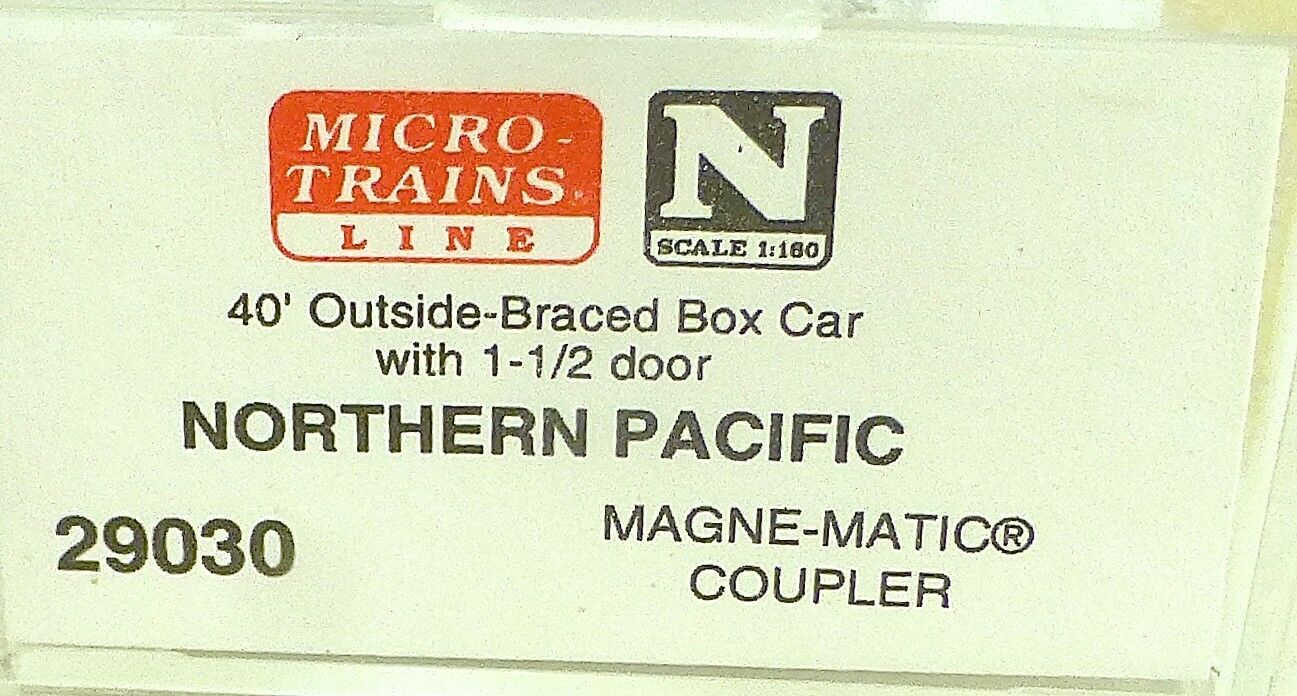 MICRO-
TRAINS
LINE
N
SCALE 1:160
40' Outside-Braced Box Car
with 1-1/2 door
NORTHERN PACIFIC
29030
MAGNE-MATIC®
COUPLER